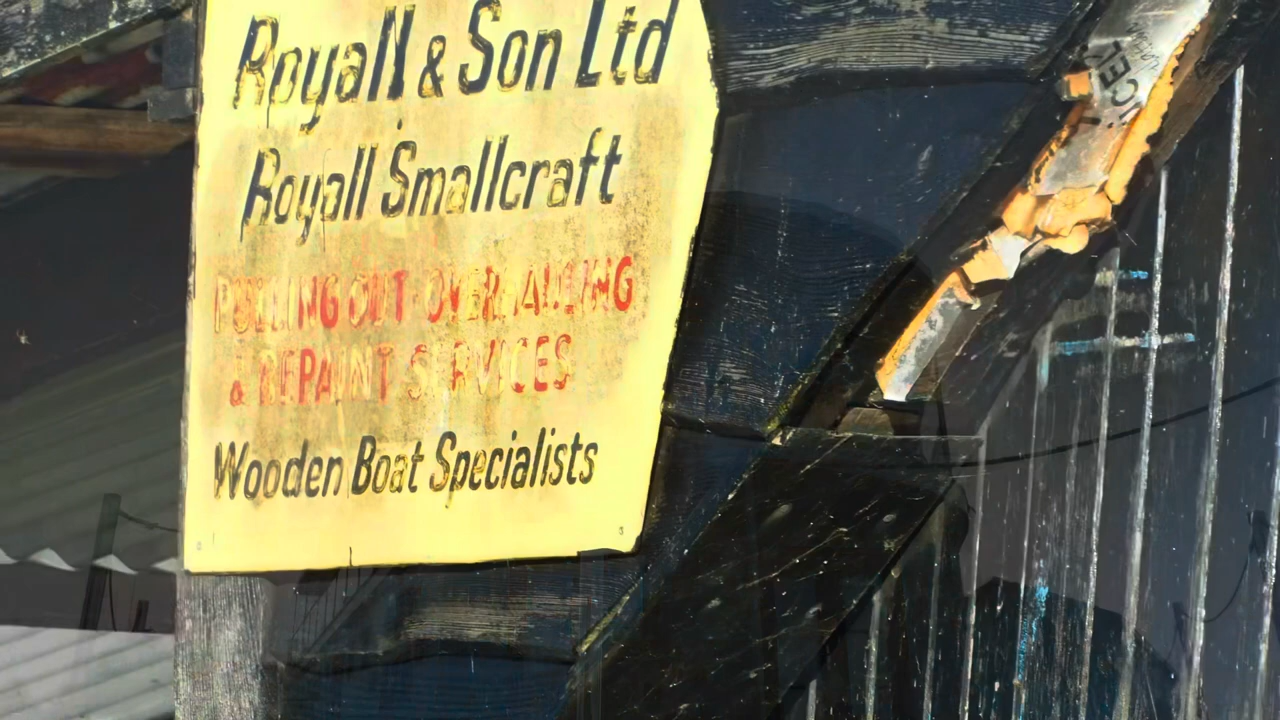 Royall & Son Ltd
Royall Smallcraft
PULLING OUT OVERHAULING
& REPAINT SERVICES
Wooden Boat Specialists